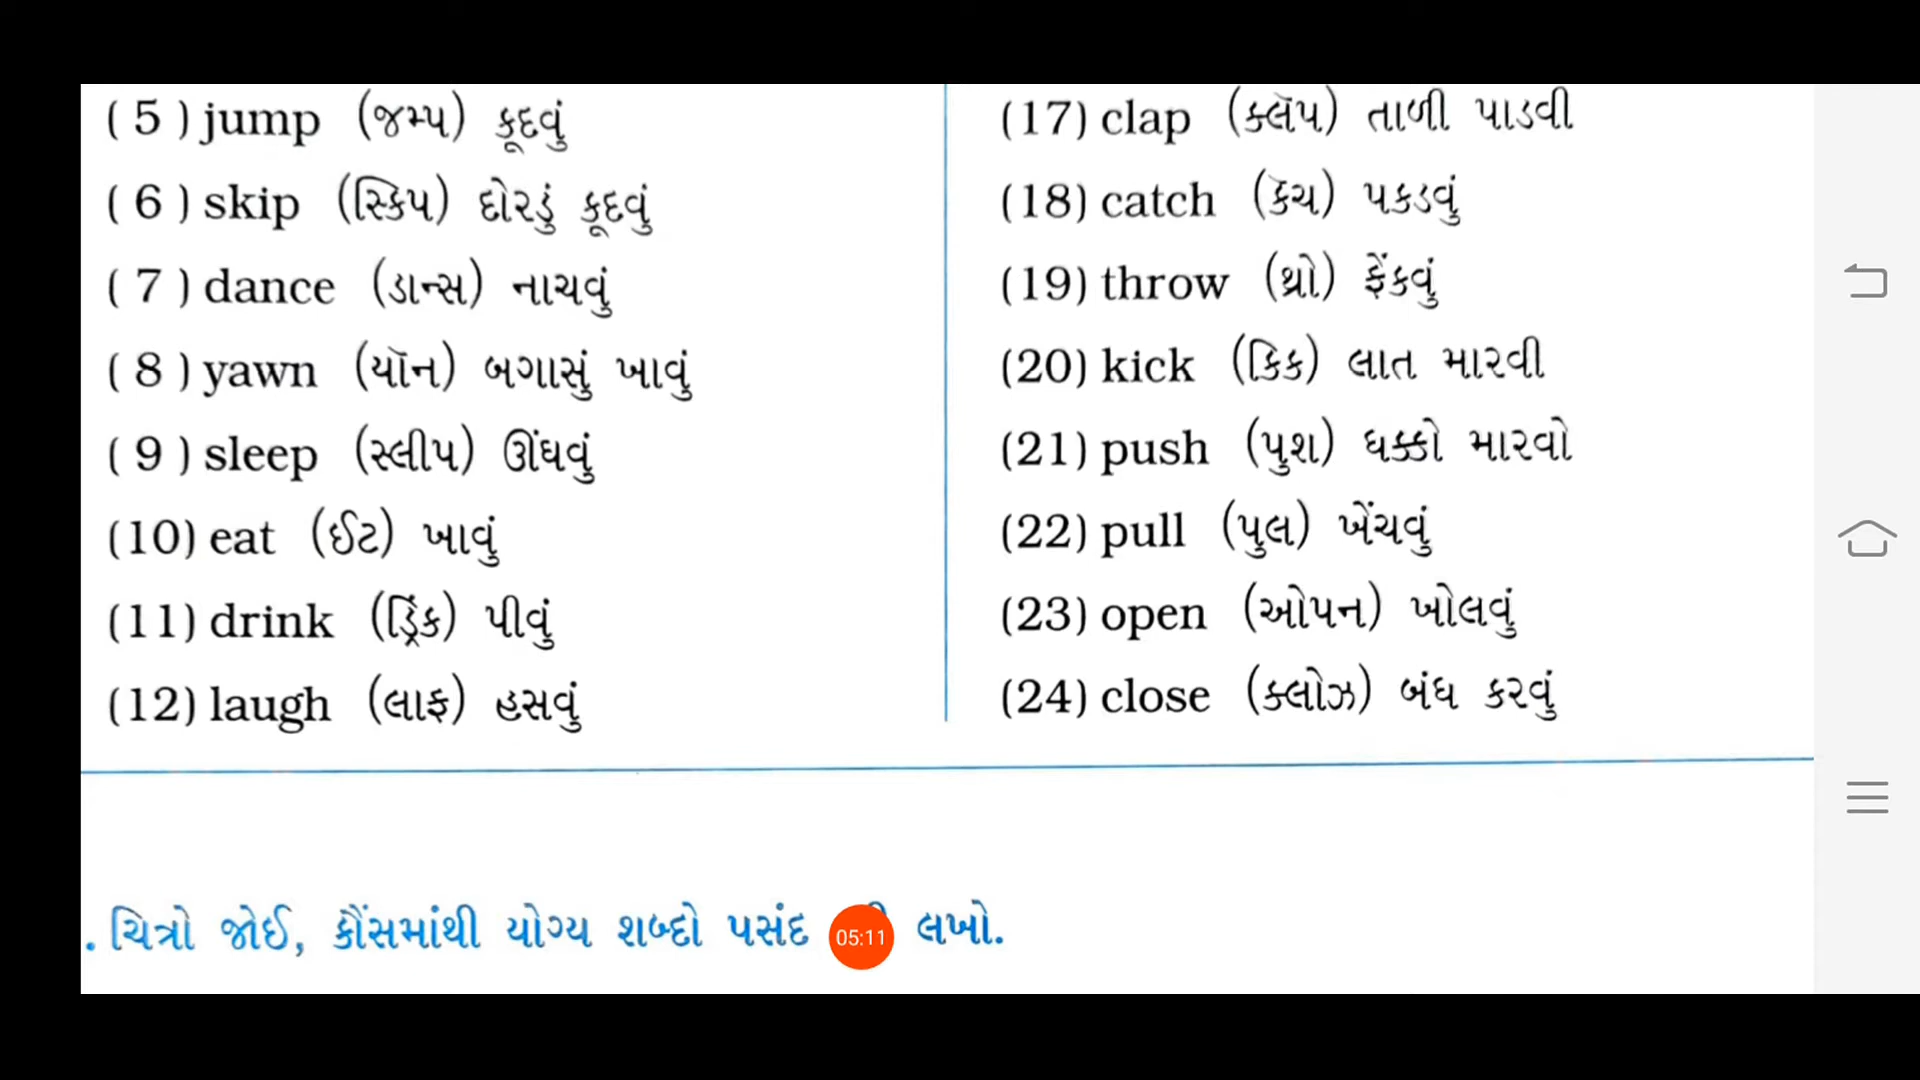 ( 5 ) jump (જમ્પ) કૂદવું
( 6 ) skip (સ્કિપ) દોરડું કૂદવું
( 7 ) dance (ડાન્સ) નાચવું
( 8 ) yawn (યૉન) બગાસું ખાવું
( 9 ) sleep (સ્લીપ) ઊંઘવું
(10) eat (ઈટ) ખાવું
(11) drink (ડ્રિંક) પીવું
(12) laugh (લાફ) હસવું
(17) clap (ક્લૅપ) તાળી પાડવી
(18) catch (કૅચ) પકડવું
(19) throw (થ્રો) ફેંકવું
(20) kick (કિક) લાત મારવી
(21) push (પુશ) ધક્કો મારવો
(22) pull (પુલ) ખેંચવું
(23) open (ઓપન) ખોલવું
(24) close (ક્લોઝ) બંધ કરવું
. ચિત્રો જોઈ, કૌંસમાંથી યોગ્ય શબ્દો પસંદ લખો.
05:11